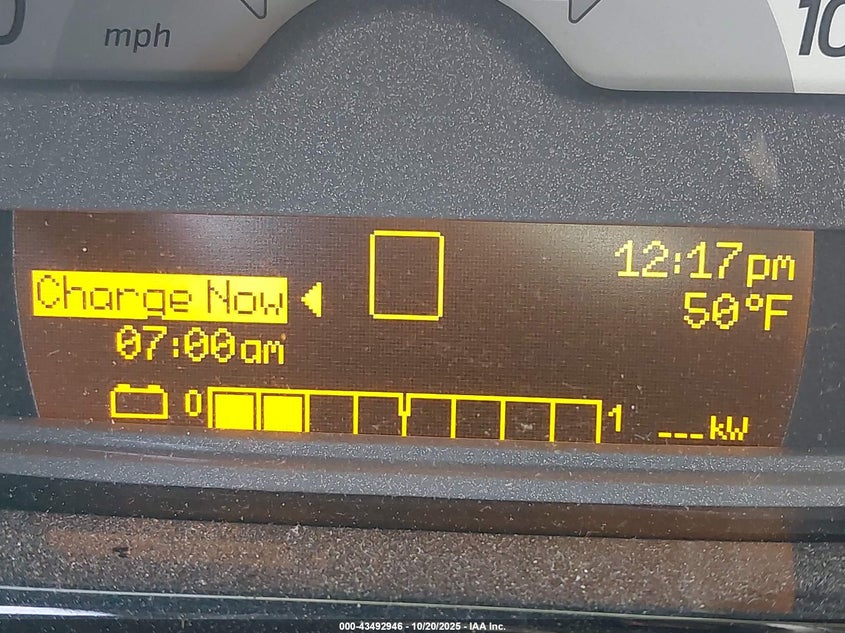 0
mph
10
12:17pm
Charge Now
50°F
07:00am
0
1
---kW
000-43492946 - 10/20/2025 - IAA Inc.